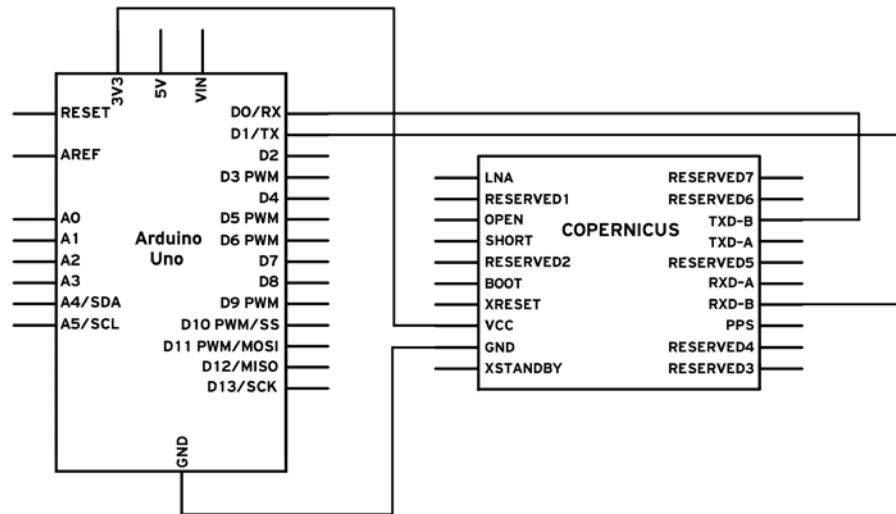 3V3
5V
VIN
RESET
AREF
A0
A1
A2
A3
A4/SDA
A5/SCL
Arduino
Uno
D0/RX
D1/TX
D2
D3 PWM
D4
D5 PWM
D6 PWM
D7
D8
D9 PWM
D10 PWM/SS
D11 PWM/MOSI
D12/MISO
D13/SCK
GND
LNA
RESERVED1
OPEN
SHORT
RESERVED2
BOOT
XRESET
VCC
GND
XSTANDBY
COPERNICUS
RESERVED7
RESERVED6
TXD-B
TXD-A
RESERVED5
RXD-A
RXD-B
PPS
RESERVED4
RESERVED3